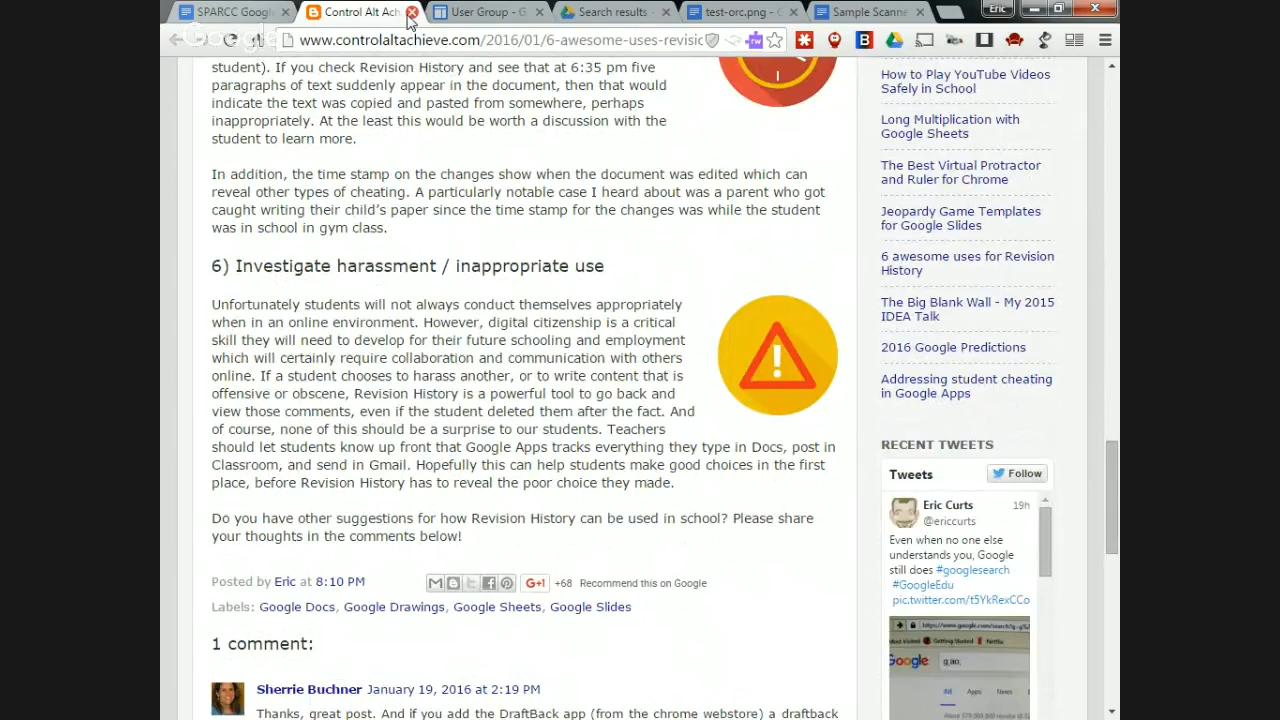 SPARCC Googl
Control Alt Ach
User Group - G
Search results
test-orc.png - G
Sample Scanne
Eric
www.controlaltachieve.com/2016/01/6-awesome-uses-revisic
student). If you check Revision History and see that at 6:35 pm five
paragraphs of text suddenly appear in the document, then that would
indicate the text was copied and pasted from somewhere, perhaps
inappropriately. At the least this would be worth a discussion with the
student to learn more.
In addition, the time stamp on the changes show when the document was edited which can
reveal other types of cheating. A particularly notable case I heard about was a parent who got
caught writing their child's paper since the time stamp for the changes was while the student
was in school in gym class.
6) Investigate harassment / inappropriate use
Unfortunately students will not always conduct themselves appropriately
when in an online environment. However, digital citizenship is a critical
skill they will need to develop for their future schooling and employment
which will certainly require collaboration and communication with others
online. If a student chooses to harass another, or to write content that is
offensive or obscene, Revision History is a powerful tool to go back and
view those comments, even if the student deleted them after the fact. And
of course, none of this should be a surprise to our students. Teachers
should let students know up front that Google Apps tracks everything they type in Docs, post in
Classroom, and send in Gmail. Hopefully this can help students make good choices in the first
place, before Revision History has to reveal the poor choice they made.
Do you have other suggestions for how Revision History can be used in school? Please share
your thoughts in the comments below!
Posted by Eric at 8:10 PM
G+1 +68 Recommend this on Google
Labels: Google Docs, Google Drawings, Google Sheets, Google Slides
1 comment:
Sherrie Buchner January 19, 2016 at 2:19 PM
Thanks, great post. And if you add the DraftBack app (from the chrome webstore) a draftback
How to Play YouTube Videos
Safely in School
Long Multiplication with
Google Sheets
The Best Virtual Protractor
and Ruler for Chrome
Jeopardy Game Templates
for Google Slides
6 awesome uses for Revision
History
The Big Blank Wall - My 2015
IDEA Talk
2016 Google Predictions
Addressing student cheating
in Google Apps
RECENT TWEETS
Tweets
Follow
Eric Curts
19h
@ericcurts
Even when no one else
understands you, Google
still does #googlesearch
#GoogleEdu
pic.twitter.com/t5YkRexCCo
Getting Started
Netflix
Google
g;ao;
All Apps News